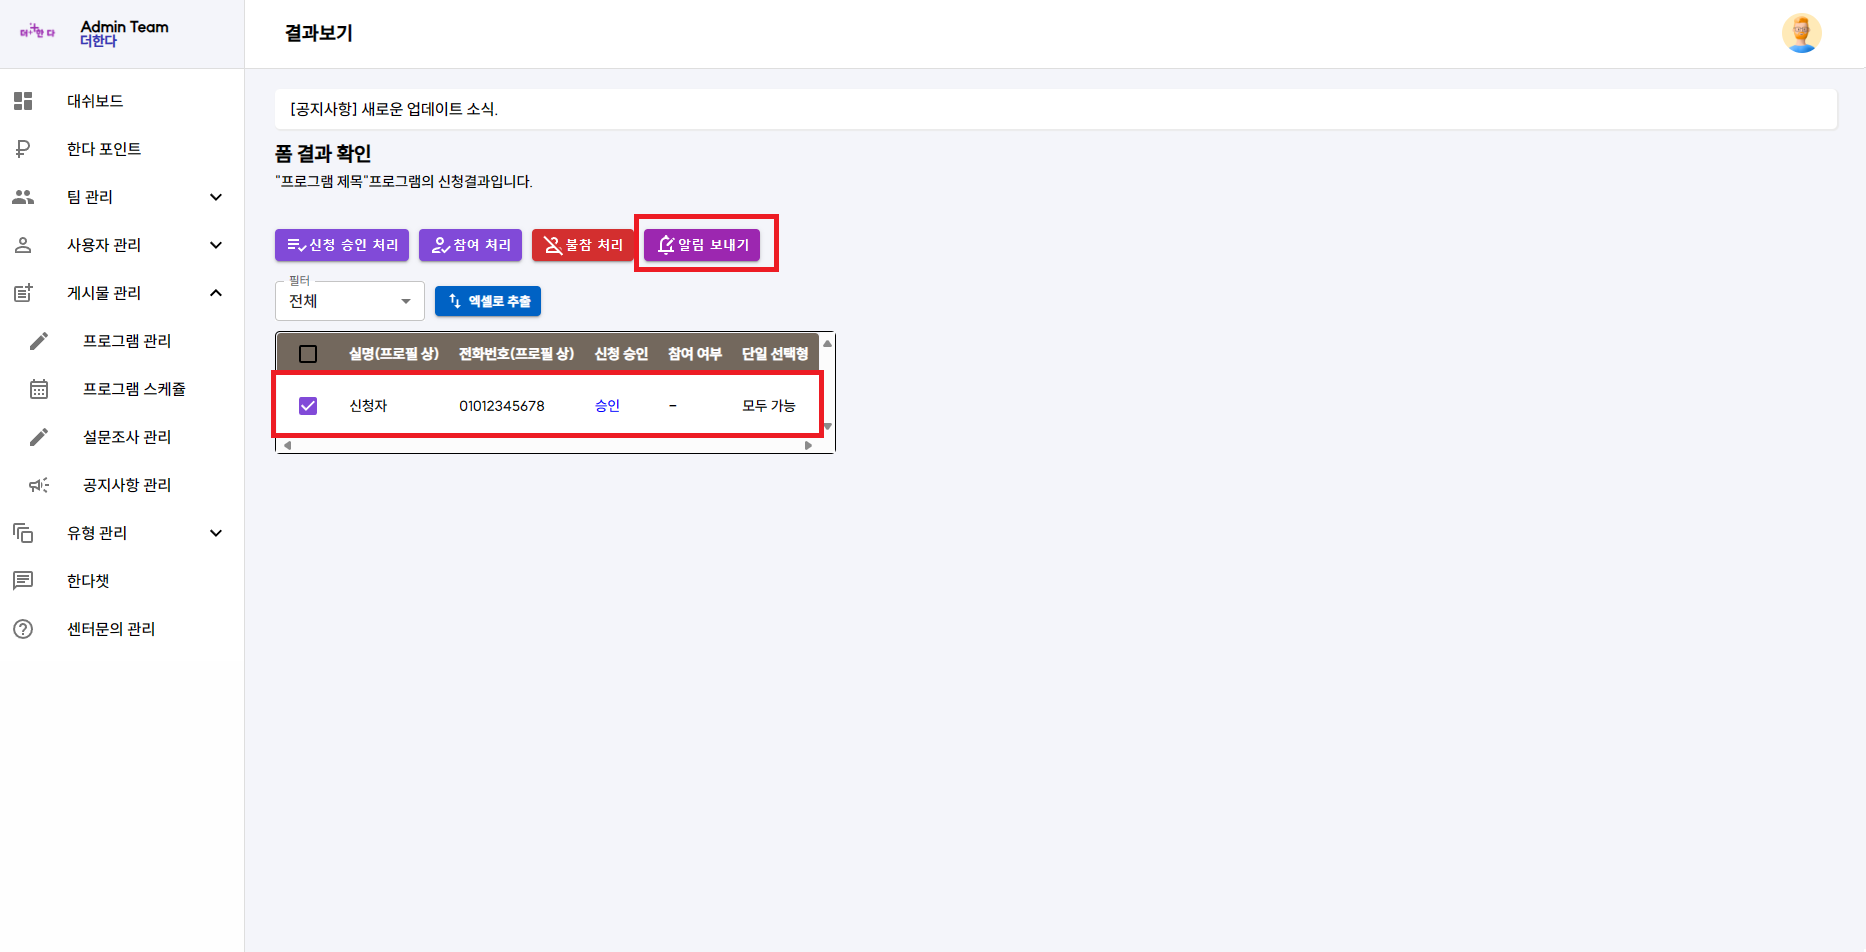 더한다
Admin Team
더한다
결과보기
대쉬보드
한다 포인트
팀 관리
사용자 관리
게시물 관리
프로그램 관리
프로그램 스케쥴
설문조사 관리
공지사항 관리
유형 관리
한다챗
센터문의 관리
[공지사항] 새로운 업데이트 소식.
폼 결과 확인
"프로그램 제목"프로그램의 신청결과입니다.
신청 승인 처리 참여 처리 불참 처리 알림 보내기
필터
전체 엑셀로 추출
실명(프로필 상) 전화번호(프로필 상) 신청 승인 참여 여부 단일 선택형
신청자 01012345678 승인 - 모두 가능